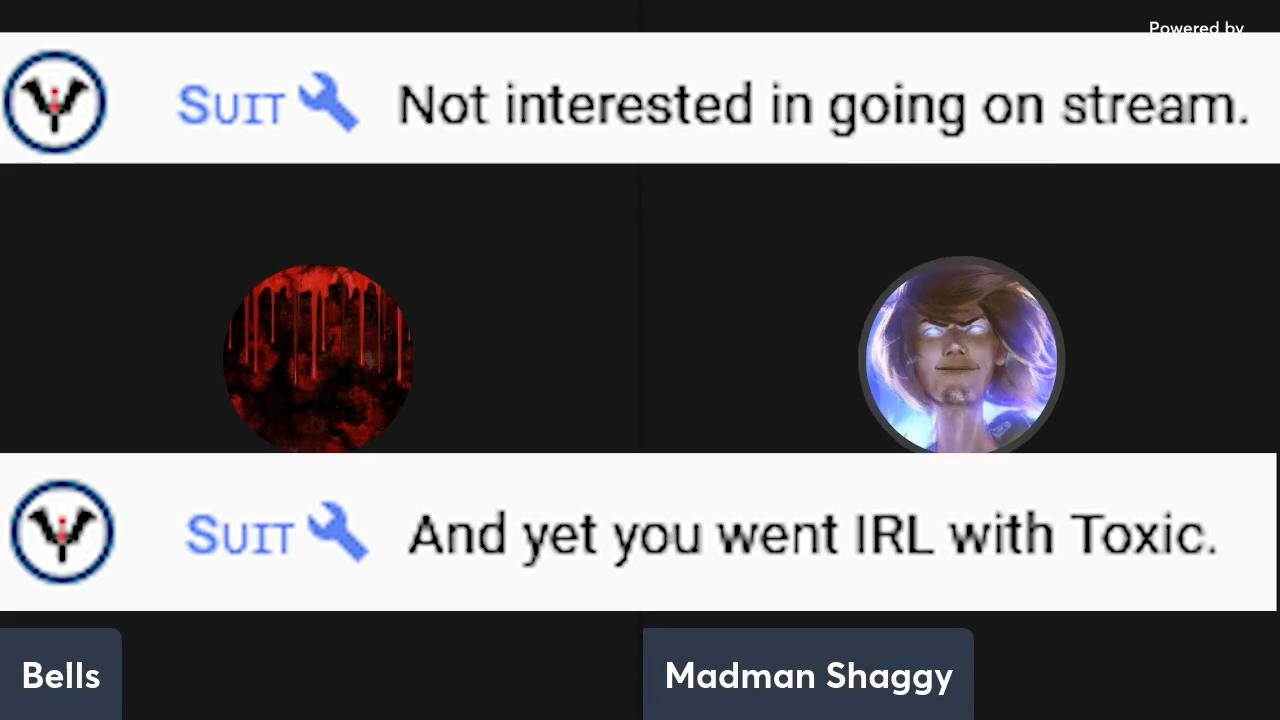 Powered by
Suit Not interested in going on stream.
Suit And yet you went IRL with Toxic.
Bells
Madman Shaggy